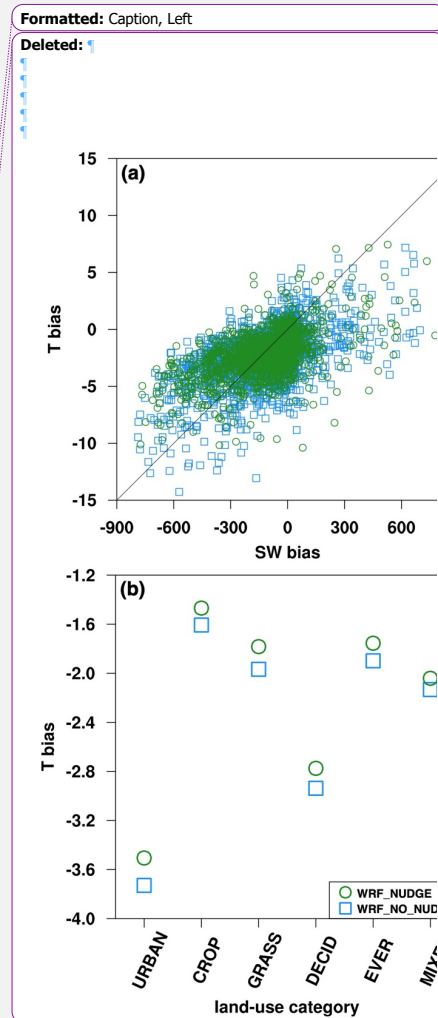 Formatted: Caption, Left
Deleted: ¶
¶
¶
¶
¶
¶
(a)
15
10
5
0
-5
-10
-15
T bias
-900 -600 -300 0 300 600
SW bias
(b)
-1.2
-1.6
-2.0
-2.4
-2.8
-3.2
-3.6
-4.0
T bias
WRF_NUDGE
WRF_NO_NUD
URBAN CROP GRASS DECID EVER MIXE
land-use category